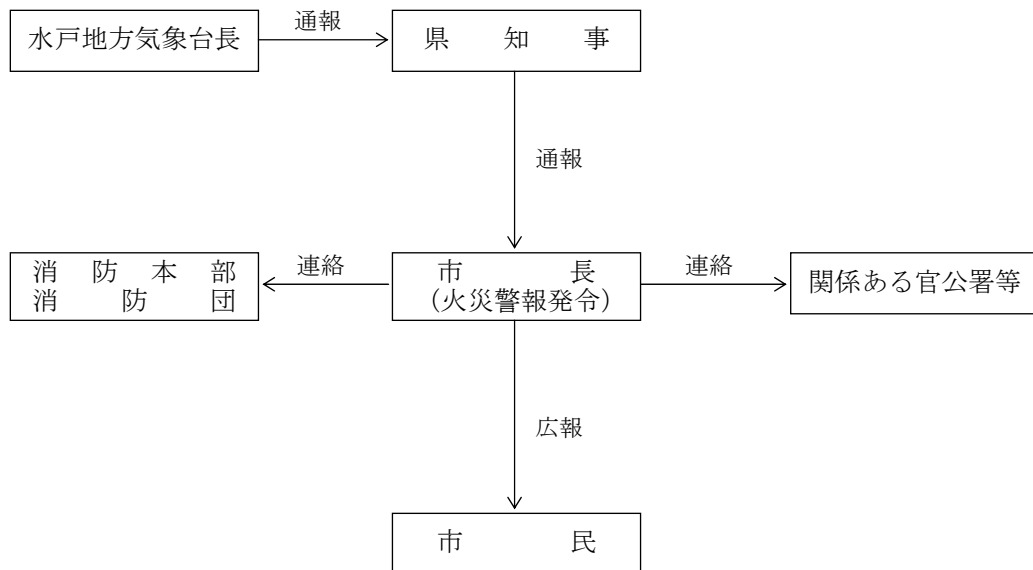 通報
水戸地方気象台長
県知事
通報
消防本部
消防団
連絡
市長
（火災警報発令）
連絡
関係ある官公署等
広報
市民